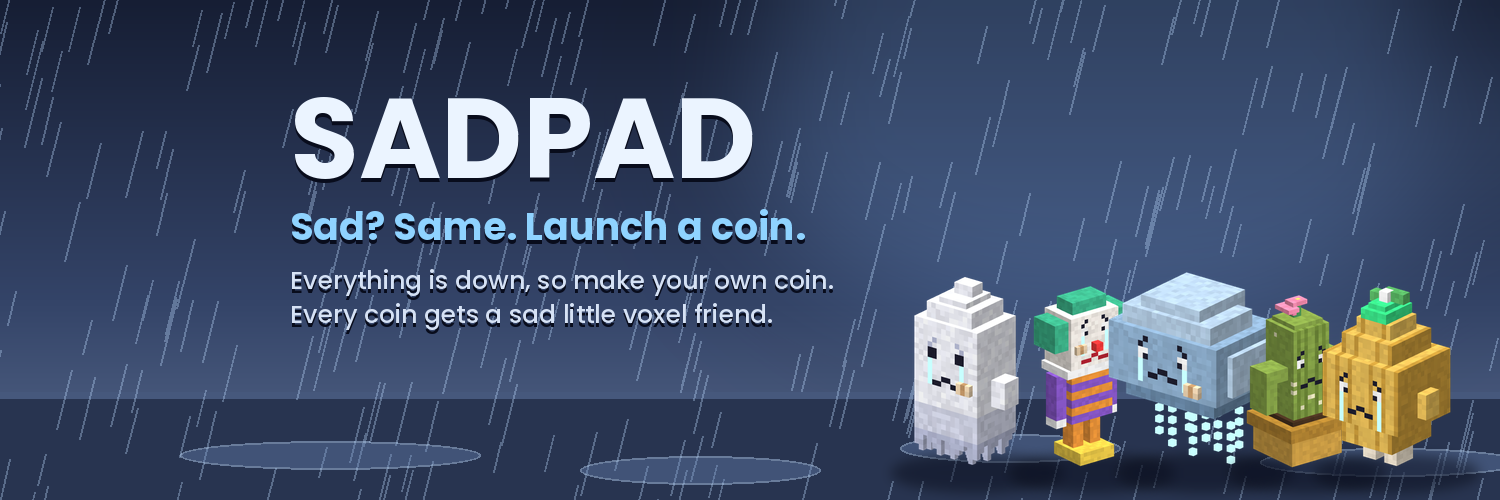 SADPAD
Sad? Same. Launch a coin.
Everything is down, so make your own coin.
Every coin gets a sad little voxel friend.